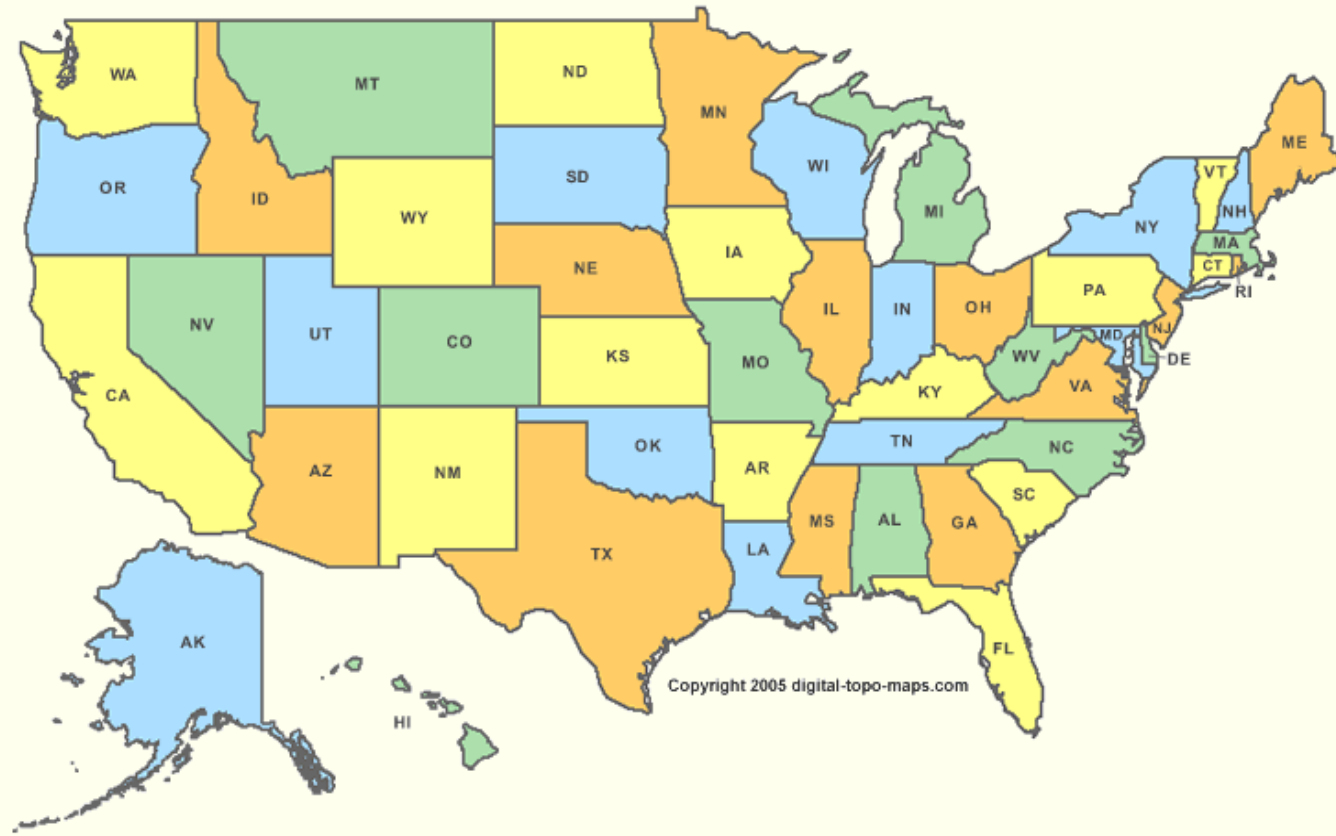 WA
MT
ND
MN
ME
VT
OR
ID
SD
WI
NH
WY
MI
NY
MA
IA
CT
NE
PA
RI
NV
UT
CO
IL
IN
OH
NJ
MD
KS
MO
WV
DE
CA
KY
VA
AZ
NM
OK
AR
TN
NC
SC
MS
AL
GA
TX
LA
AK
FL
Copyright 2005 digital-topo-maps.com
HI